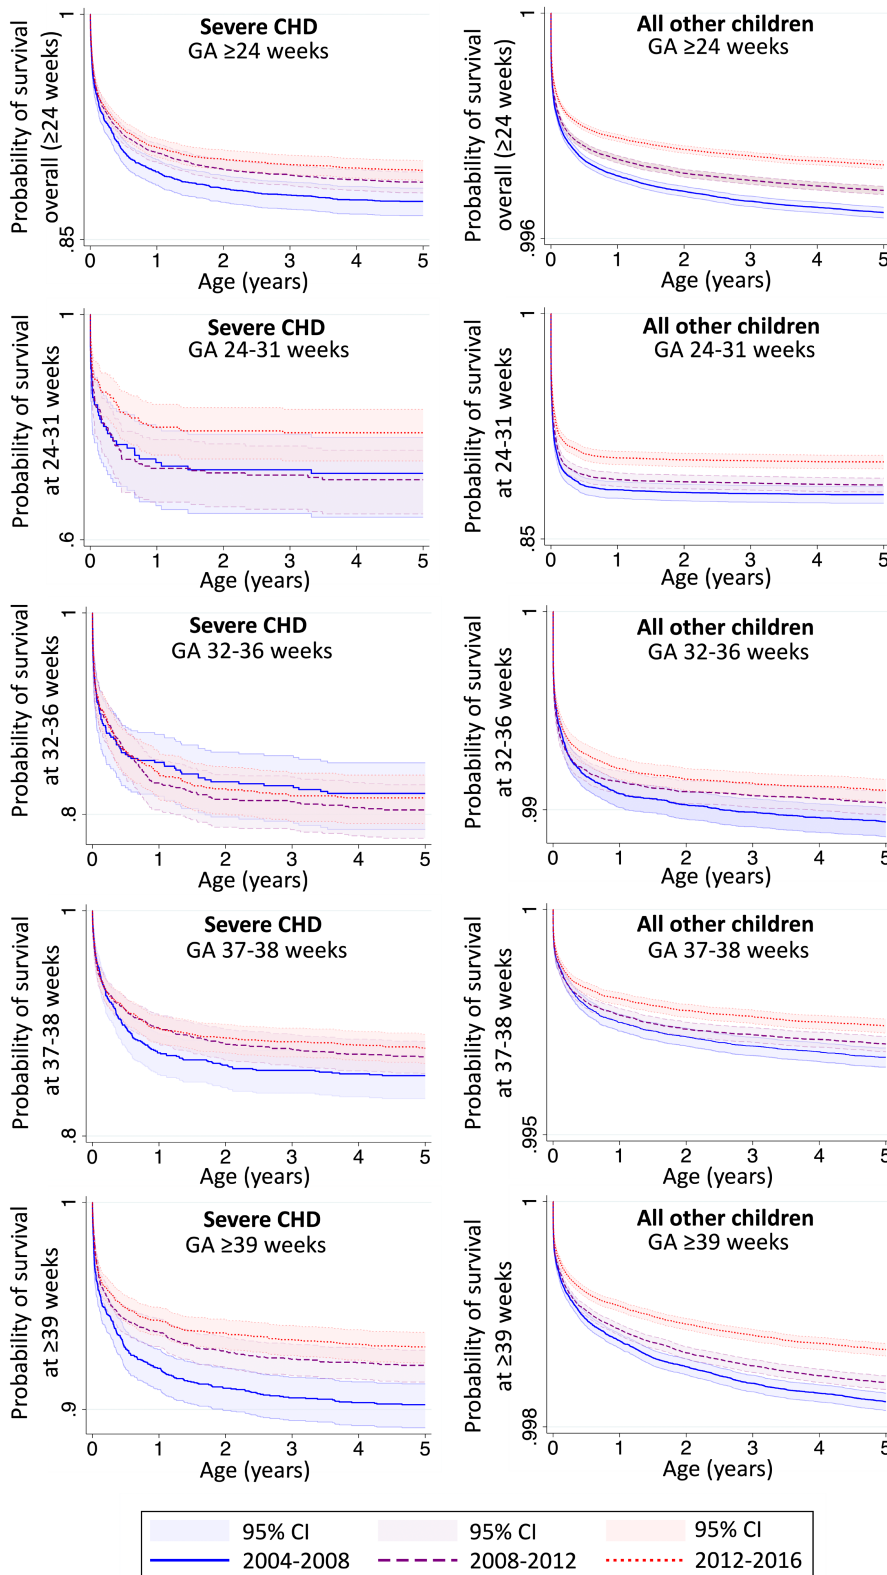 Probability of survival
overall (≥24 weeks)
1
.85
Severe CHD
GA ≥24 weeks
0 1 2 3 4 5
Age (years)
Probability of survival
overall (≥24 weeks)
1
.996
All other children
GA ≥24 weeks
0 1 2 3 4 5
Age (years)
Probability of survival
at 24-31 weeks
1
.6
Severe CHD
GA 24-31 weeks
0 1 2 3 4 5
Age (years)
Probability of survival
at 24-31 weeks
1
.85
All other children
GA 24-31 weeks
0 1 2 3 4 5
Age (years)
Probability of survival
at 32-36 weeks
1
.8
Severe CHD
GA 32-36 weeks
0 1 2 3 4 5
Age (years)
Probability of survival
at 32-36 weeks
1
.99
All other children
GA 32-36 weeks
0 1 2 3 4 5
Age (years)
Probability of survival
at 37-38 weeks
1
.8
Severe CHD
GA 37-38 weeks
0 1 2 3 4 5
Age (years)
Probability of survival
at 37-38 weeks
1
.995
All other children
GA 37-38 weeks
0 1 2 3 4 5
Age (years)
Probability of survival
at ≥39 weeks
1
.9
Severe CHD
GA ≥39 weeks
0 1 2 3 4 5
Age (years)
Probability of survival
at ≥39 weeks
1
.998
All other children
GA ≥39 weeks
0 1 2 3 4 5
Age (years)
95% CI 95% CI 95% CI
2004-2008 2008-2012 2012-2016